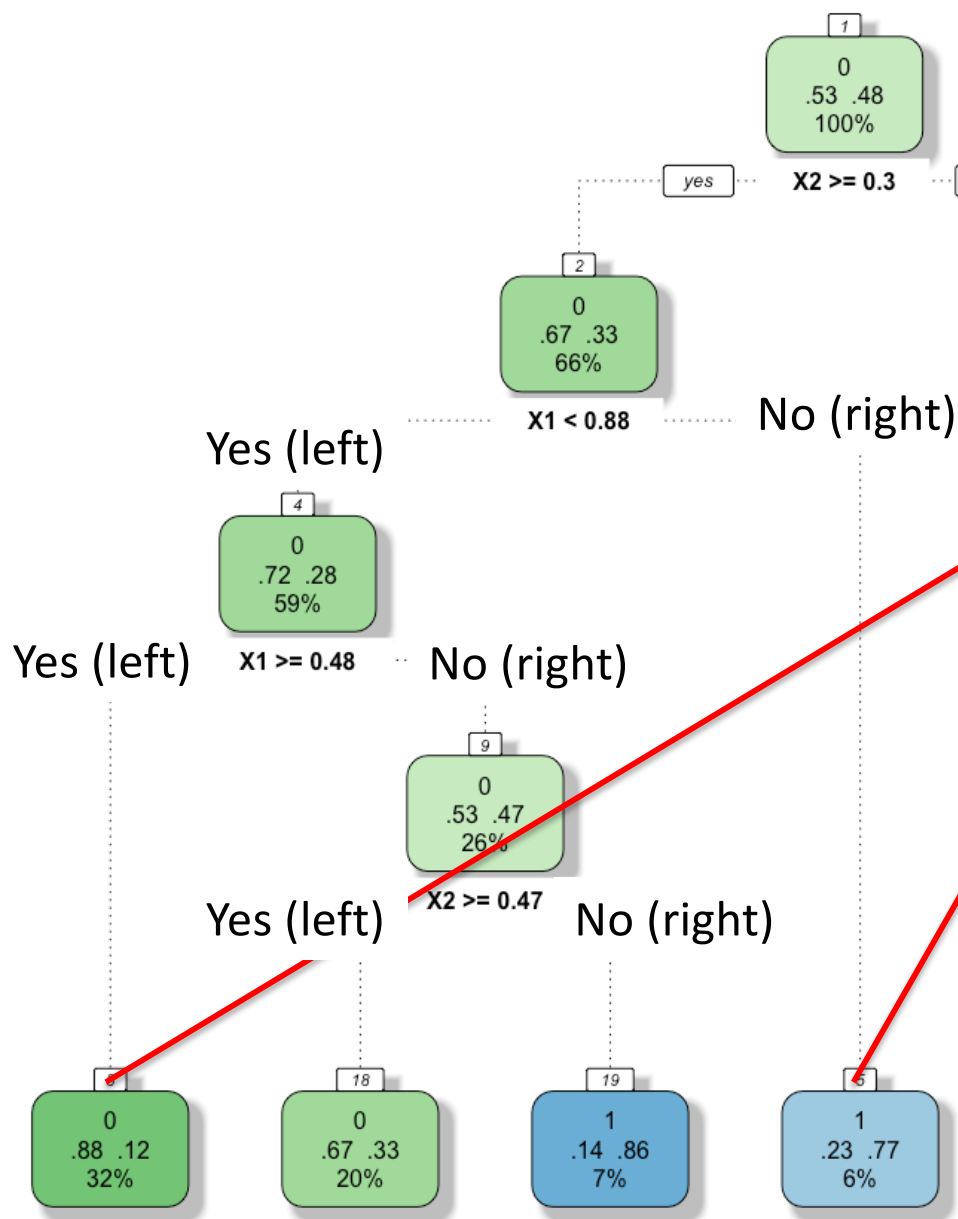 1
0
.53 .48
100%
yes
X2 >= 0.3
2
0
.67 .33
66%
X1 < 0.88
No (right)
Yes (left)
4
0
.72 .28
59%
Yes (left)
X1 >= 0.48
No (right)
9
0
.53 .47
26%
X2 >= 0.47
Yes (left)
No (right)
18
19
5
0
.88 .12
32%
0
.67 .33
20%
1
.14 .86
7%
1
.23 .77
6%